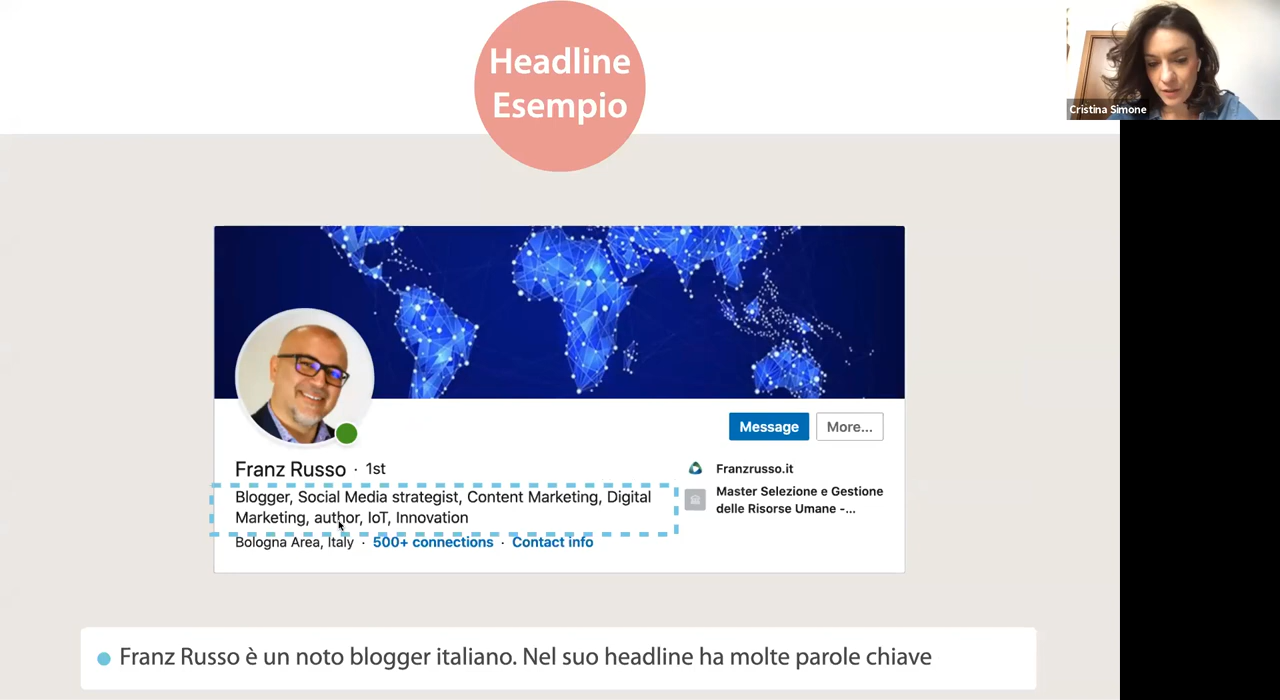 Headline
Esempio
Cristina Simone
Message
More...
Franz Russo · 1st
Blogger, Social Media strategist, Content Marketing, Digital
Marketing, author, IoT, Innovation
Bologna Area, Italy · 500+ connections · Contact info
Franzrusso.it
Master Selezione e Gestione
delle Risorse Umane -...
Franz Russo è un noto blogger italiano. Nel suo headline ha molte parole chiave